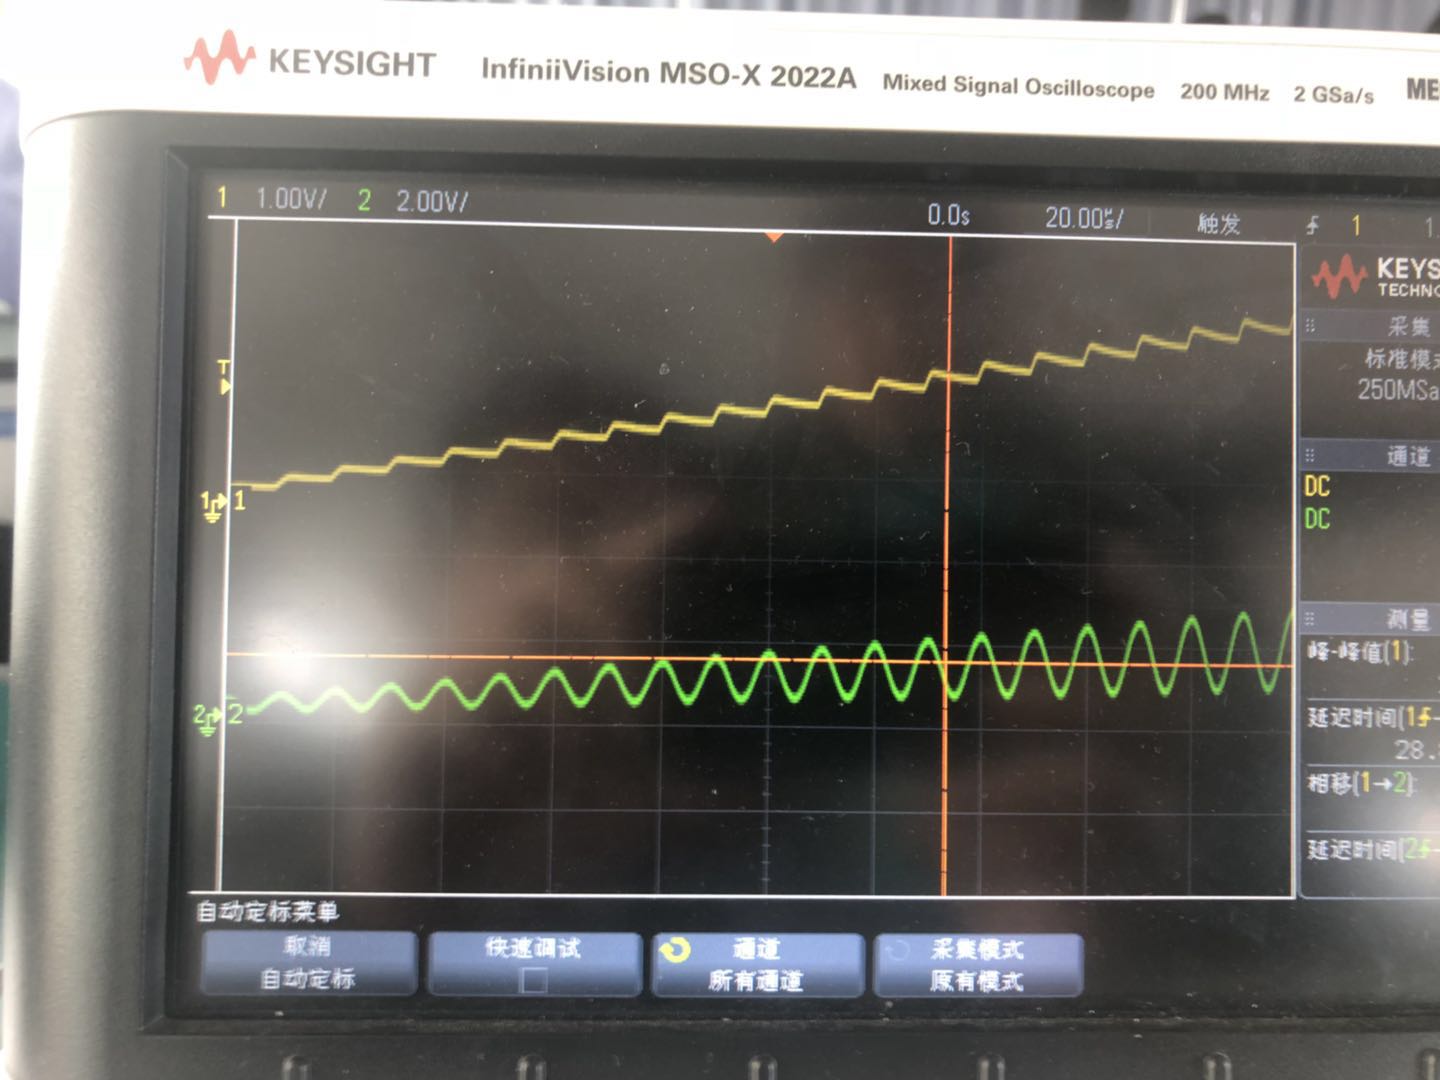 KEYSIGHT InfiniiVision MSO-X 2022A Mixed Signal Oscilloscope 200 MHz 2 GSa/s ME
1 1.00V/ 2 2.00V/ 0.0s 20.00µs/ 触发 1 1.
KEYS
TECHNO
采集
标准模式
250MSa
T
通道
1 1
DC
DC
测量
峰-峰值(1):
2 2
延迟时间(1
28.
相移(1→2):
延迟时间(2
自动定标菜单
取消 快速调试 通道 采集模式
自动定标 所有通道 原有模式